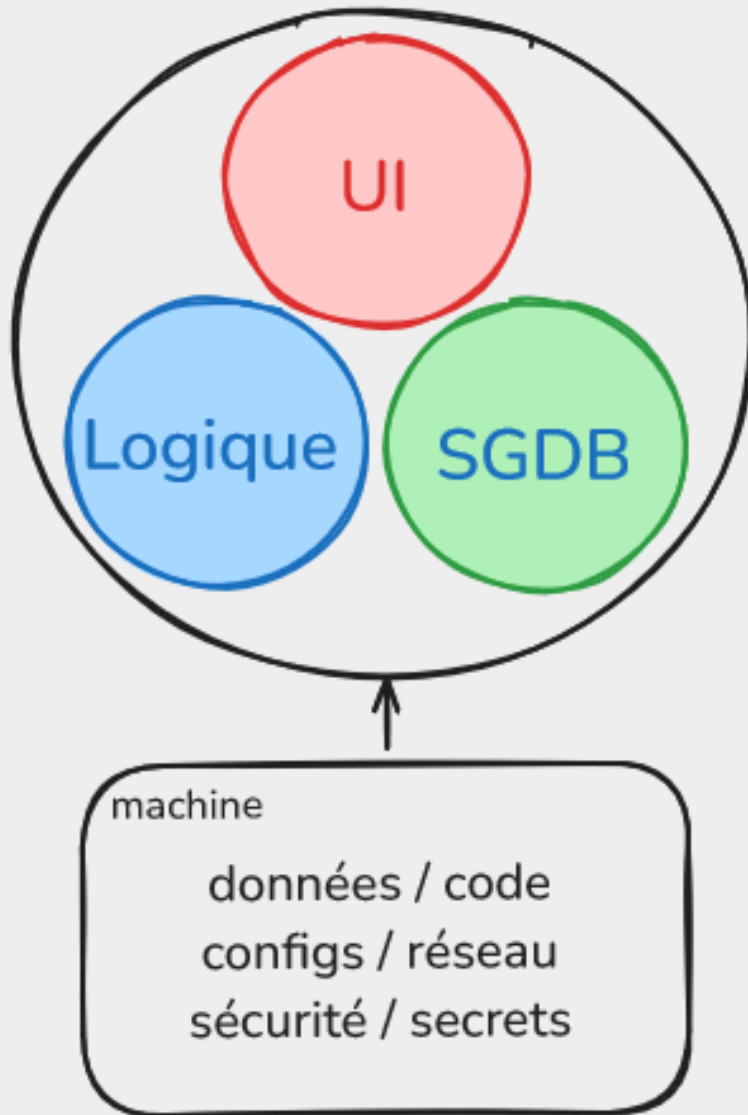 UI
Logique
SGDB
machine
données / code
configs / réseau
sécurité / secrets